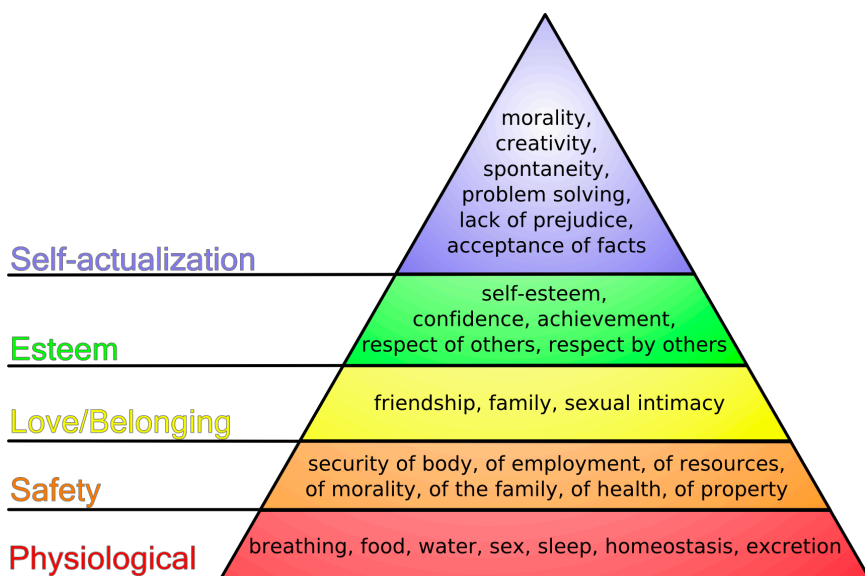 morality,
creativity,
spontaneity,
problem solving,
lack of prejudice,
acceptance of facts
Self-actualization
self-esteem,
confidence, achievement,
respect of others, respect by others
Esteem
friendship, family, sexual intimacy
Love/Belonging
security of body, of employment, of resources,
of morality, of the family, of health, of property
Safety
breathing, food, water, sex, sleep, homeostasis, excretion
Physiological